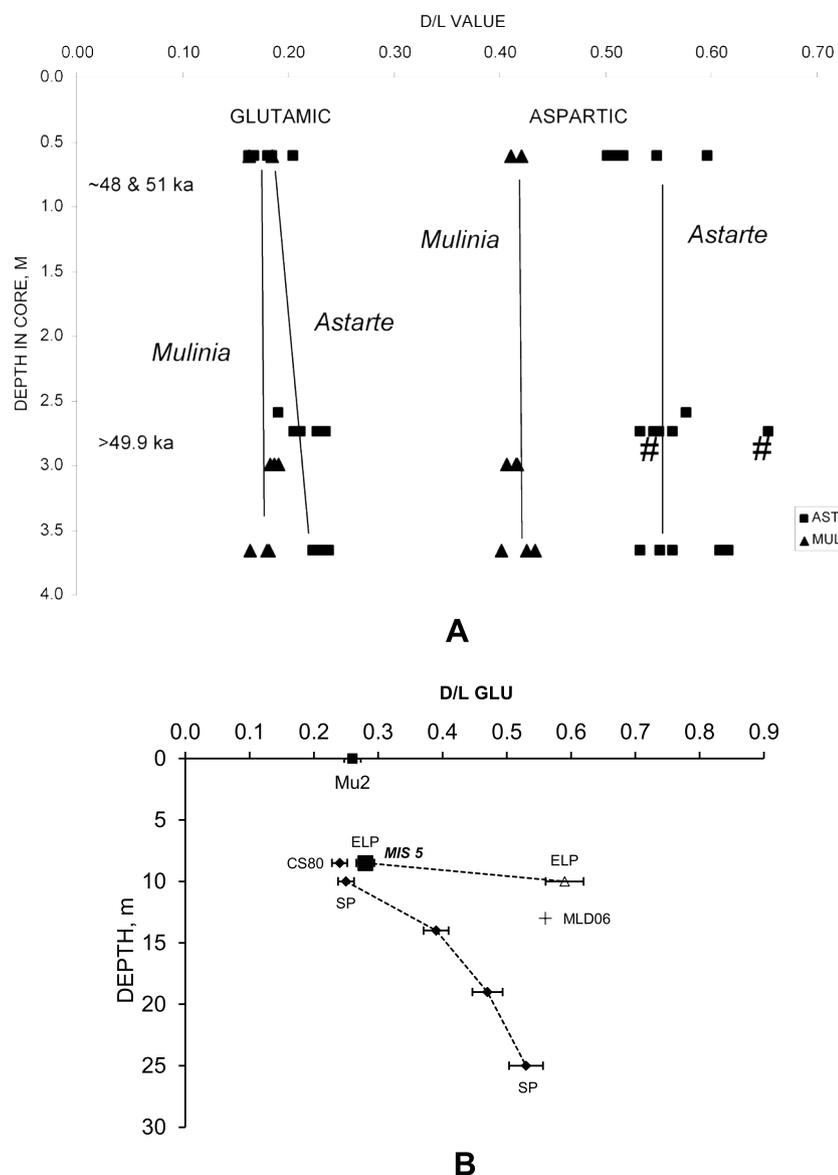 D/L VALUE
0.00 0.10 0.20 0.30 0.40 0.50 0.60 0.70
0.0
GLUTAMIC ASPARTIC
0.5
~48 & 51 ka
1.0
Mulinia Astarte
1.5
DEPTH IN CORE, M
2.0
Astarte
Mulinia
2.5
>49.9 ka
# #
3.0
3.5
AST
MUL
4.0
A
D/L GLU
0.0 0.1 0.2 0.3 0.4 0.5 0.6 0.7 0.8 0.9
0
Mu2
5
ELP MIS 5 ELP
CS80
10
SP
MLD06
DEPTH, m
15
20
25
SP
30
B